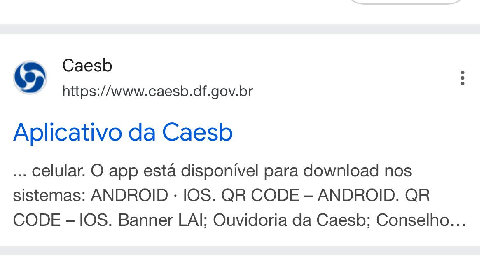 Caesb
https://www.caesb.df.gov.br
Aplicativo da Caesb
... celular. O app está disponível para download nos
sistemas: ANDROID · IOS. QR CODE – ANDROID. QR
CODE – IOS. Banner LAI; Ouvidoria da Caesb; Conselho...